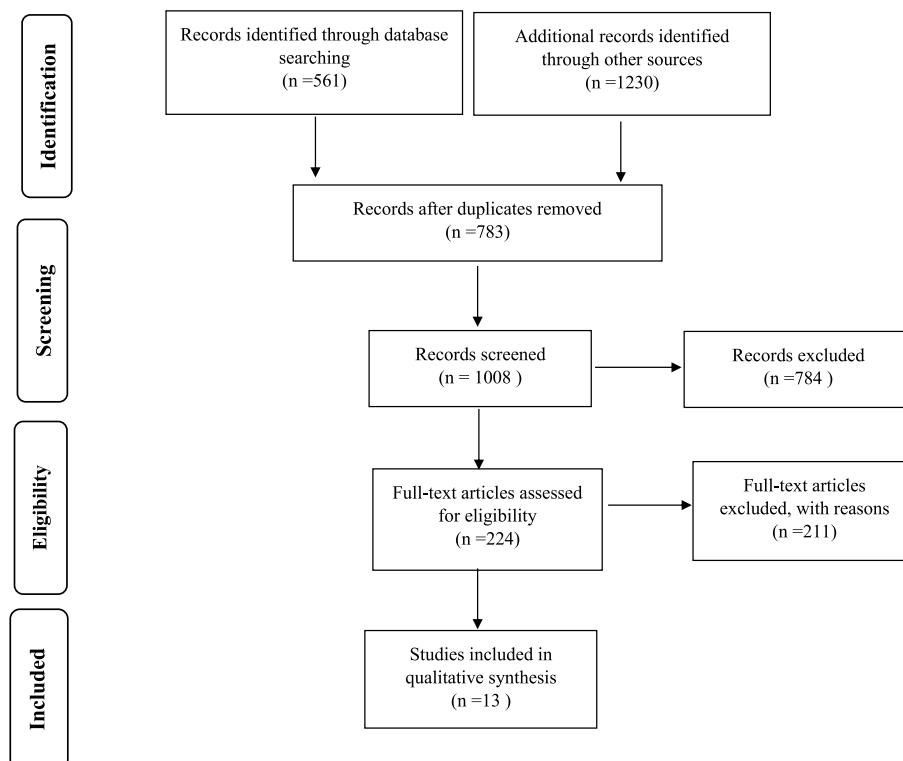 Identification
Records identified through database
searching
(n =561)
Additional records identified
through other sources
(n =1230)
Records after duplicates removed
(n =783)
Screening
Records screened
(n = 1008 )
Records excluded
(n =784 )
Eligibility
Full-text articles assessed
for eligibility
(n =224)
Full-text articles
excluded, with reasons
(n =211)
Included
Studies included in
qualitative synthesis
(n =13 )